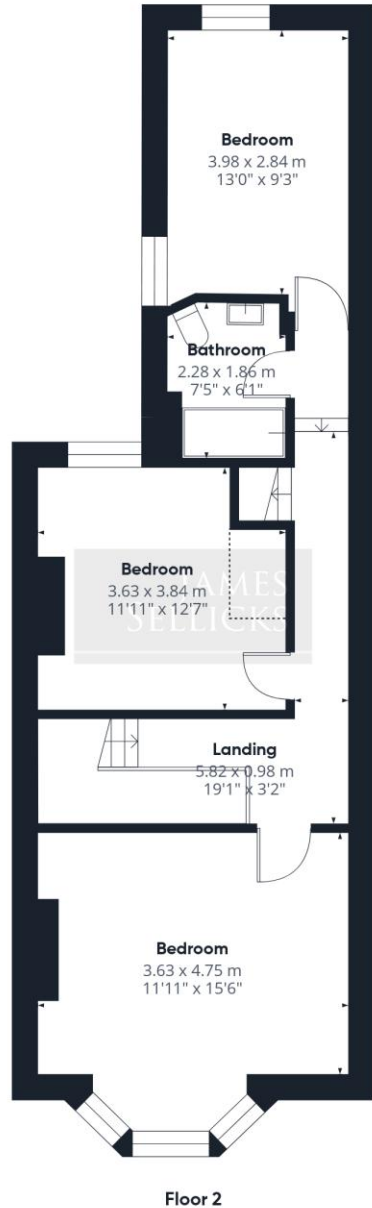 Bedroom
3.98 x 2.84 m
13'0" x 9'3"
Bathroom
2.28 x 1.86 m
7'5" x 6'1"
Bedroom
3.63 x 3.84 m
11'11" x 12'7"
JAMES
SELLICKS
Landing
5.82 x 0.98 m
19'1" x 3'2"
Bedroom
3.63 x 4.75 m
11'11" x 15'6"
Floor 2